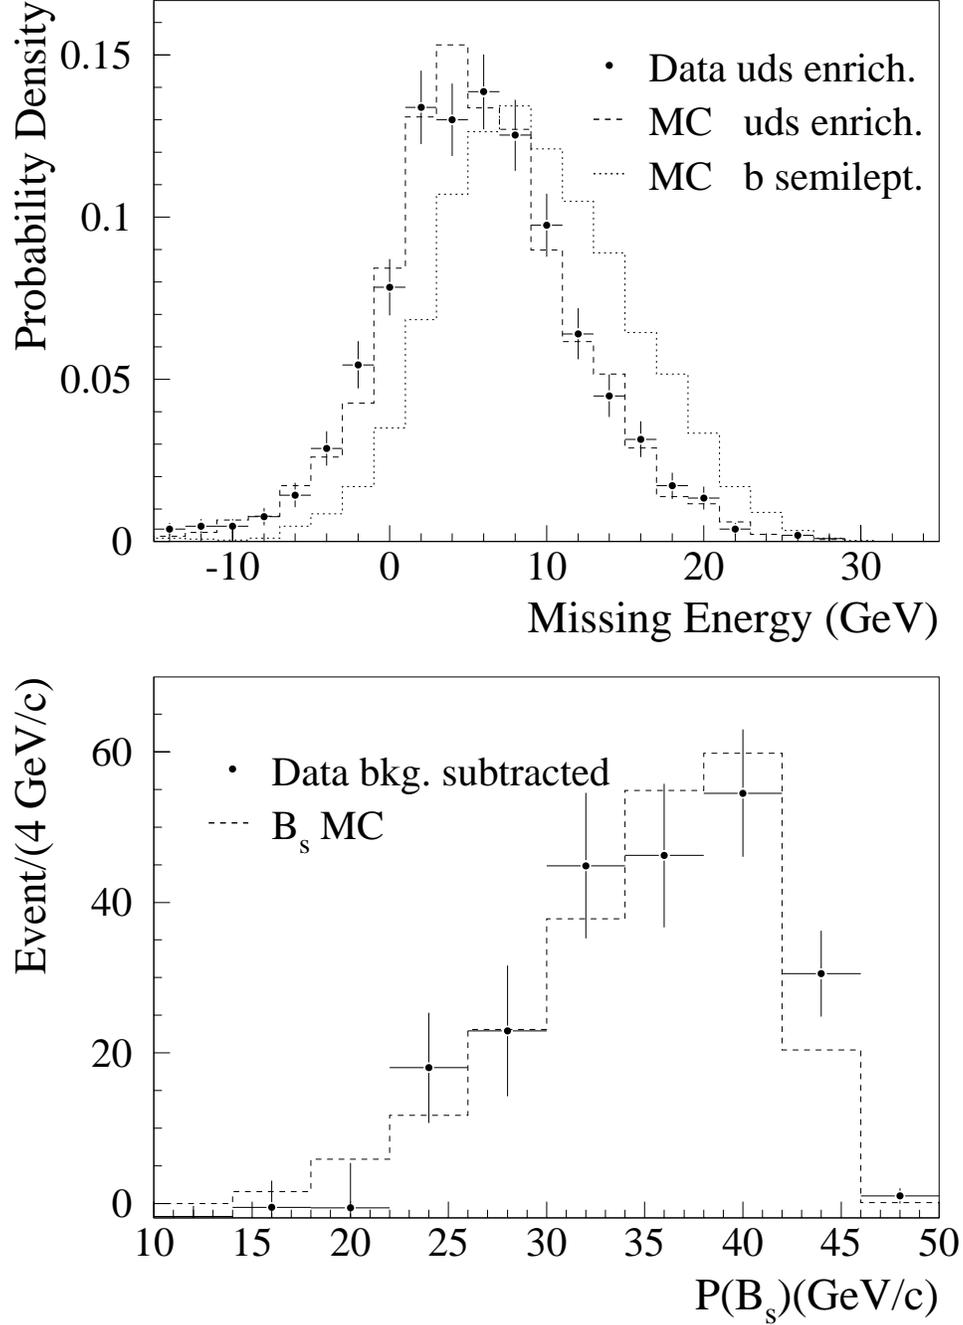 Probability Density
0.15
0.1
0.05
0
Data uds enrich.
MC uds enrich.
MC b semilept.
-10 0 10 20 30
Missing Energy (GeV)
Event/(4 GeV/c)
60
40
20
0
Data bkg. subtracted
Bs MC
10 15 20 25 30 35 40 45 50
P(Bs)(GeV/c)